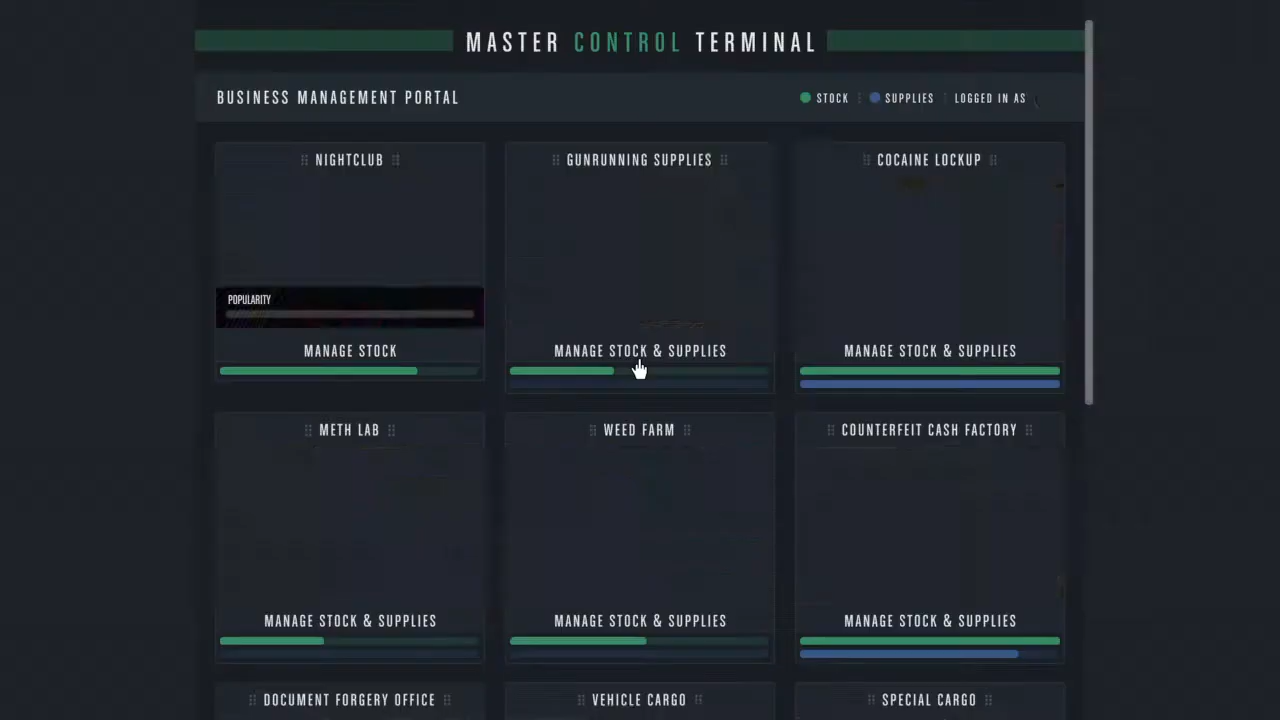 MASTER CONTROL TERMINAL
BUSINESS MANAGEMENT PORTAL
STOCK
SUPPLIES
LOGGED IN AS
NIGHTCLUB
GUNRUNNING SUPPLIES
COCAINE LOCKUP
POPULARITY
MANAGE STOCK
MANAGE STOCK & SUPPLIES
MANAGE STOCK & SUPPLIES
METH LAB
WEED FARM
COUNTERFEIT CASH FACTORY
MANAGE STOCK & SUPPLIES
MANAGE STOCK & SUPPLIES
MANAGE STOCK & SUPPLIES
DOCUMENT FORGERY OFFICE
VEHICLE CARGO
SPECIAL CARGO